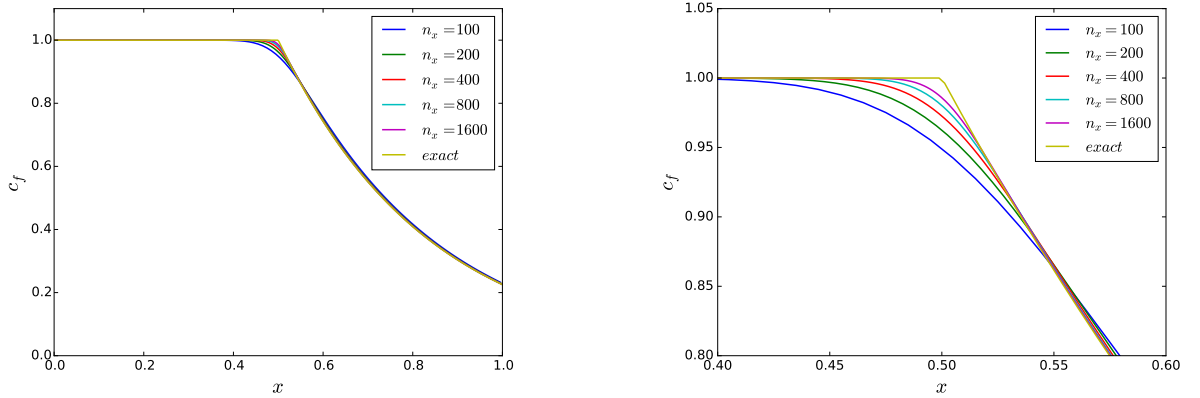 1.0
0.8
0.6
0.4
0.2
0.0
c_f
0.0 0.2 0.4 0.6 0.8 1.0
x
n_x = 100
n_x = 200
n_x = 400
n_x = 800
n_x = 1600
exact
1.05
1.00
0.95
0.90
0.85
0.80
c_f
0.40 0.45 0.50 0.55 0.60
x
n_x = 100
n_x = 200
n_x = 400
n_x = 800
n_x = 1600
exact